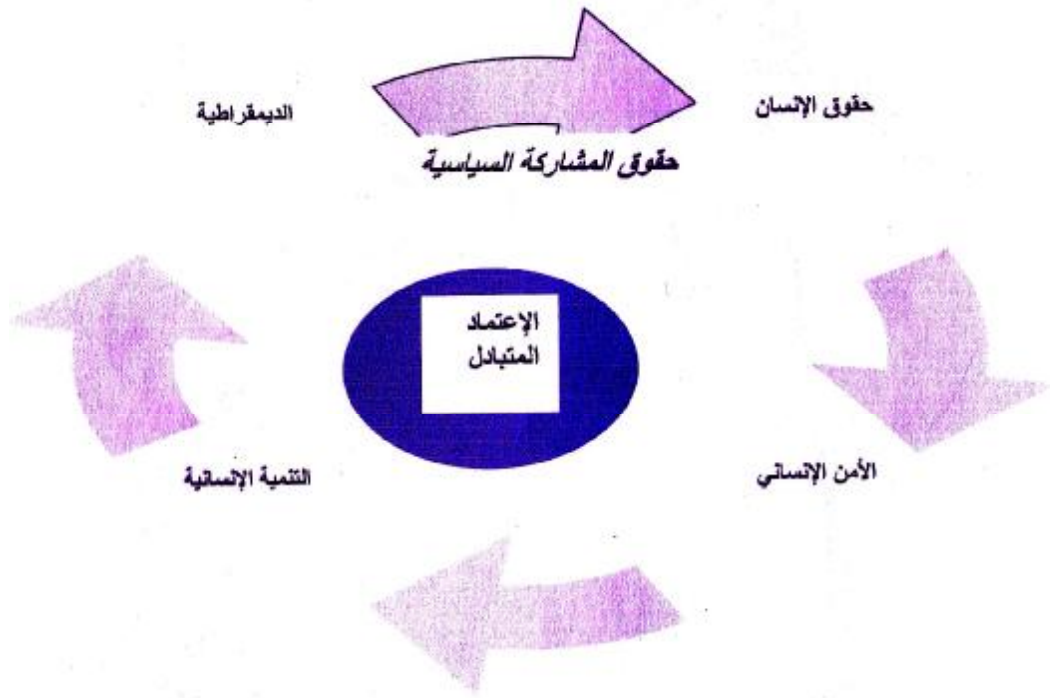 حقوق الإنسان
الديمقراطية
حقوق المشاركة السياسية
الإعتماد
المتبادل
الأمن الإنساني
التنمية الإنسانية